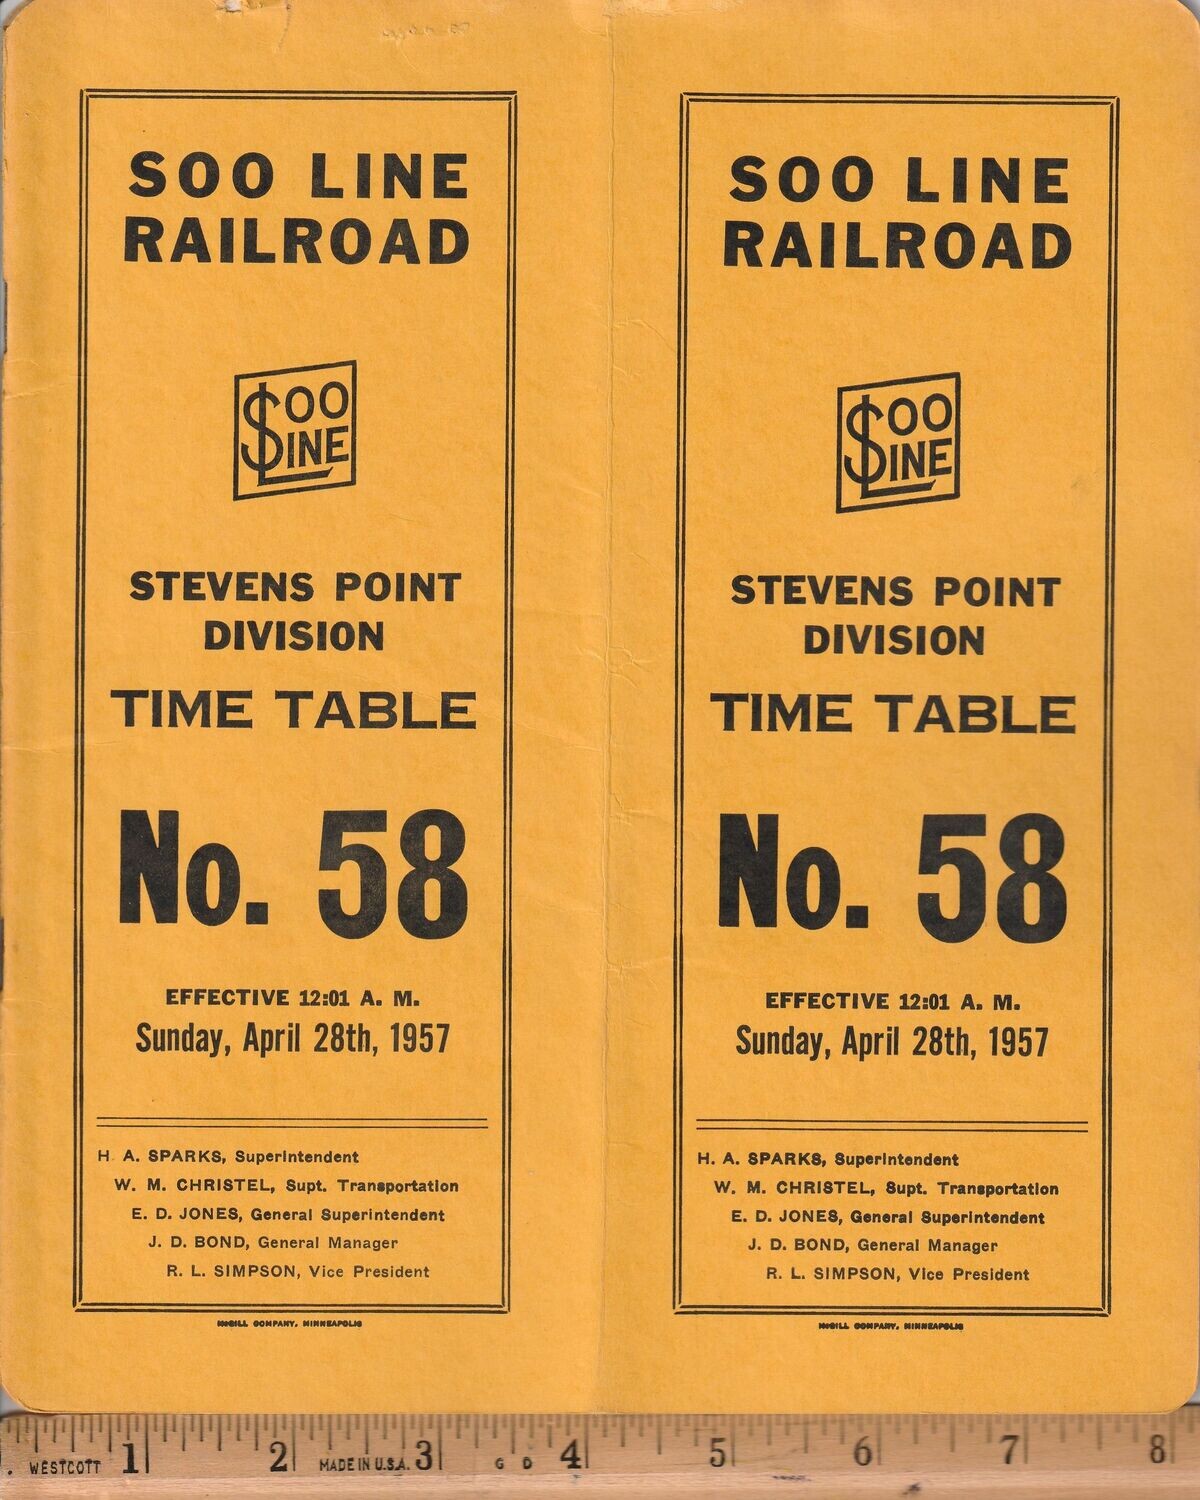 SOO LINE
RAILROAD
SOO
LINE
STEVENS POINT
DIVISION
TIME TABLE
No. 58
EFFECTIVE 12:01 A. M.
Sunday, April 28th, 1957
H. A. SPARKS, Superintendent
W. M. CHRISTEL, Supt. Transportation
E. D. JONES, General Superintendent
J. D. BOND, General Manager
R. L. SIMPSON, Vice President
McGILL COMPANY, MINNEAPOLIS
SOO LINE
RAILROAD
SOO
LINE
STEVENS POINT
DIVISION
TIME TABLE
No. 58
EFFECTIVE 12:01 A. M.
Sunday, April 28th, 1957
H. A. SPARKS, Superintendent
W. M. CHRISTEL, Supt. Transportation
E. D. JONES, General Superintendent
J. D. BOND, General Manager
R. L. SIMPSON, Vice President
McGILL COMPANY, MINNEAPOLIS
1 2 3 4 5 6 7 8
WESTCOTT MADE IN U.S.A. G D